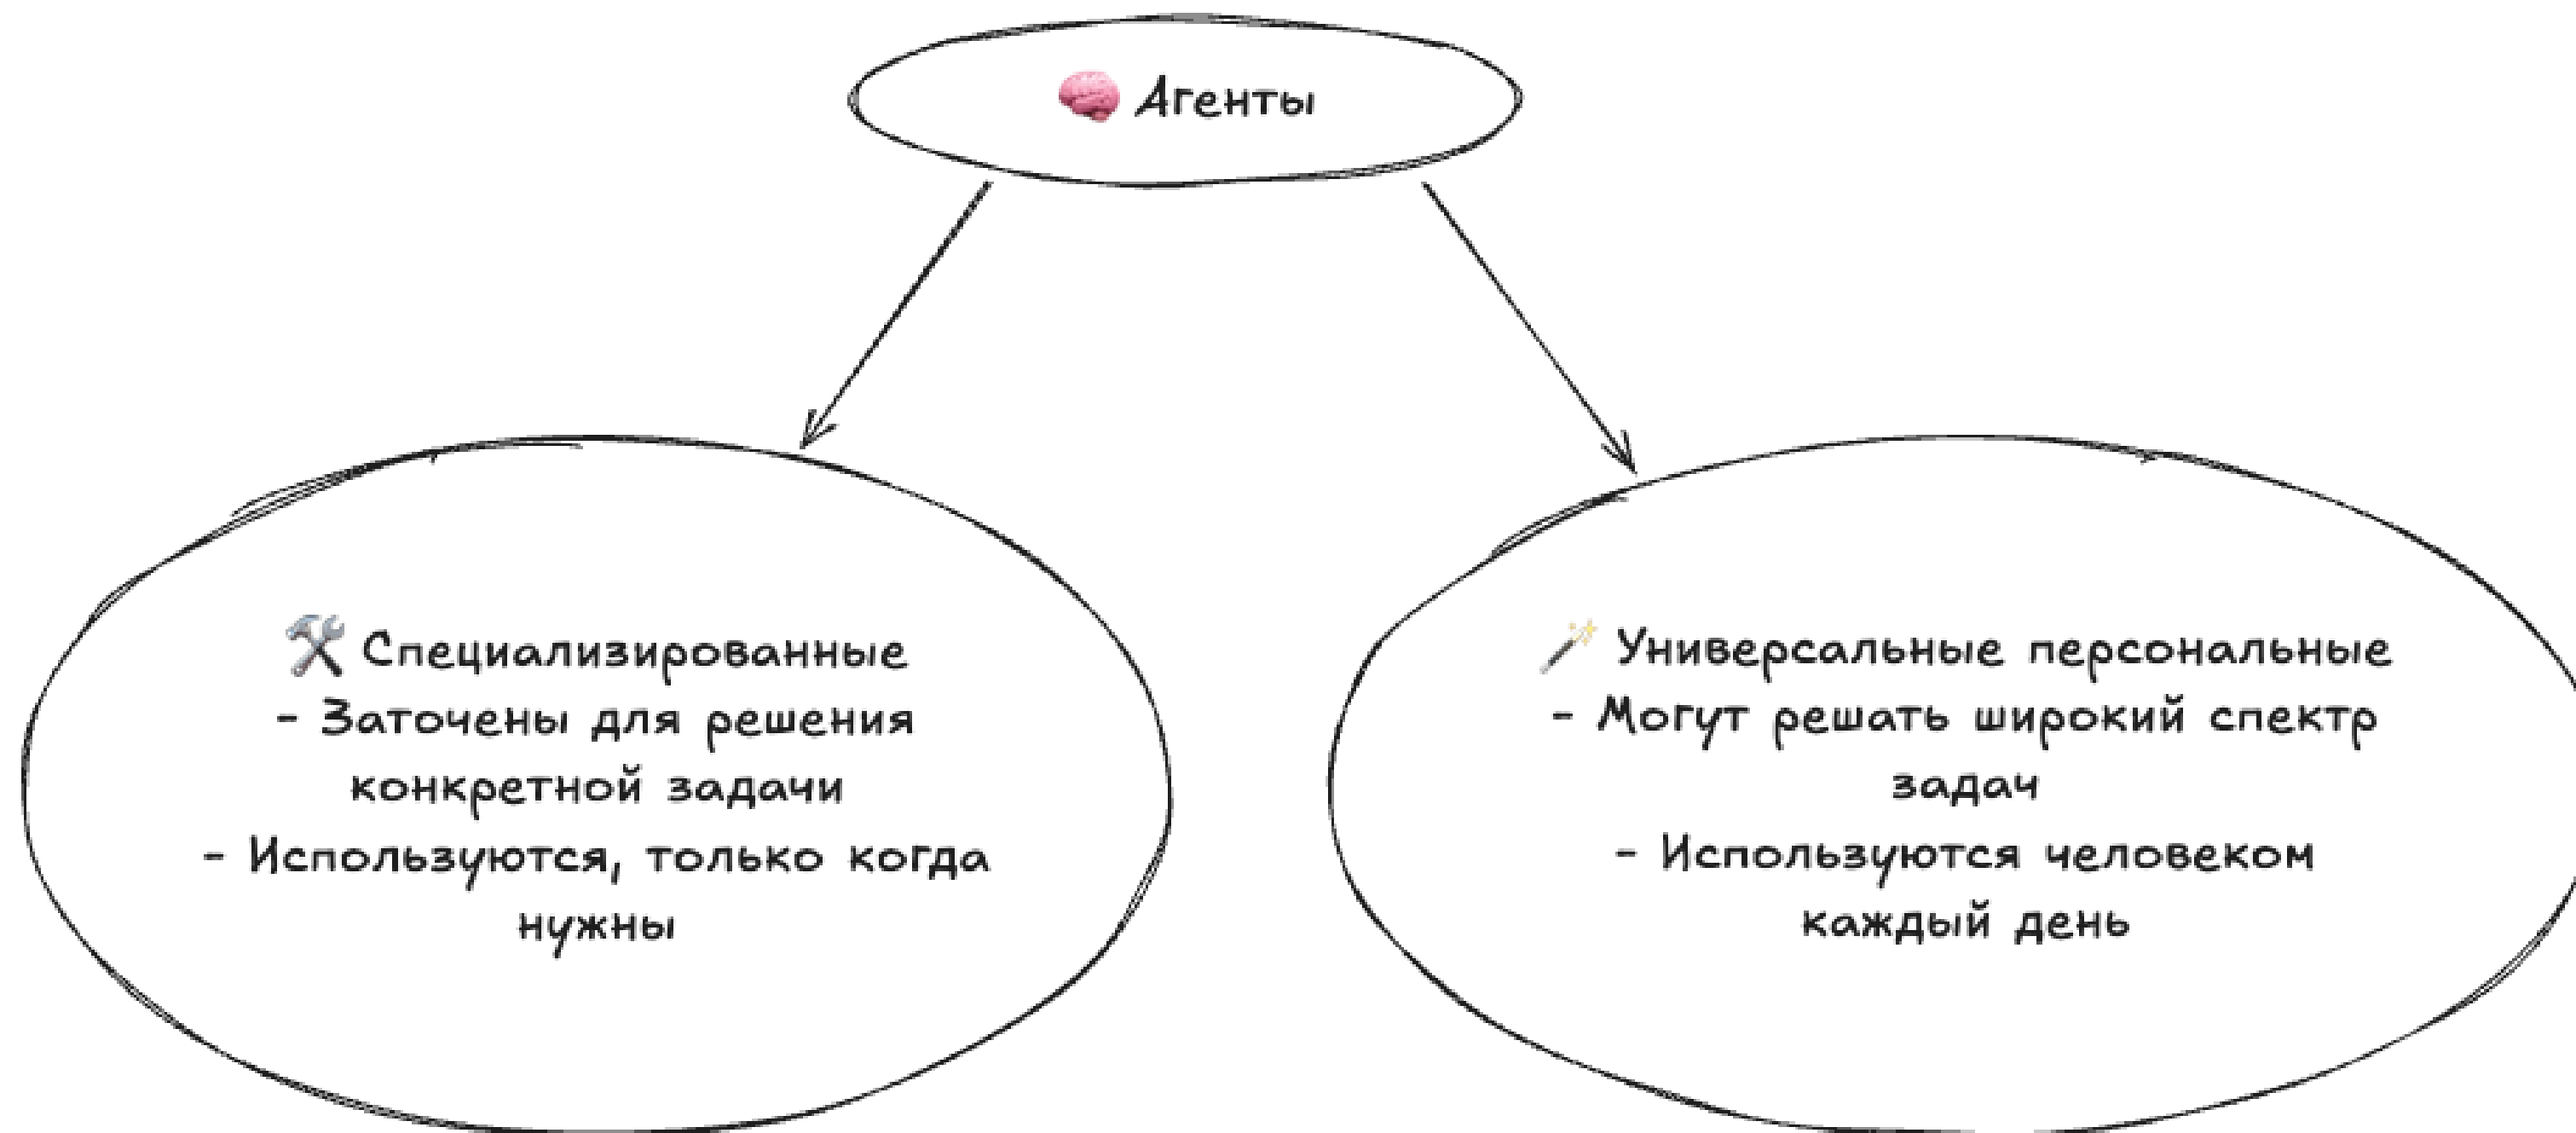 🧠 Агенты
🛠 Специализированные
- Заточены для решения
конкретной задачи
- Используются, только когда
нужны
🪄 Универсальные персональные
- Могут решать широкий спектр
задач
- Используются человеком
каждый день